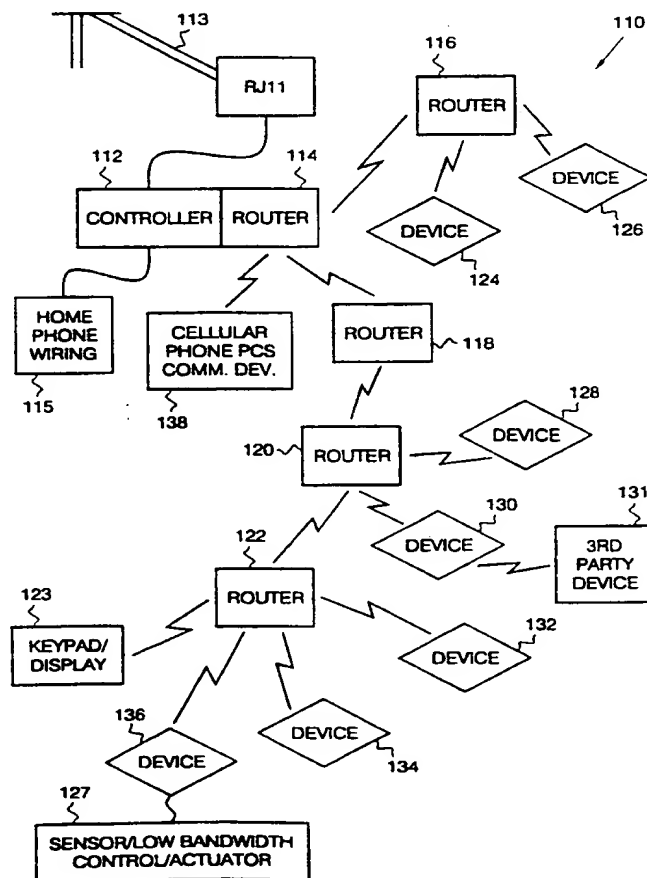 113
110
RJ11
116
ROUTER
112
114
CONTROLLER
ROUTER
DEVICE
126
DEVICE
124
HOME
PHONE
WIRING
115
CELLULAR
PHONE PCS
COMM. DEV.
138
ROUTER
118
128
DEVICE
120
ROUTER
130
DEVICE
131
3RD
PARTY
DEVICE
122
ROUTER
123
KEYPAD/
DISPLAY
132
DEVICE
136
DEVICE
DEVICE
134
127
SENSOR/LOW BANDWIDTH
CONTROL/ACTUATOR